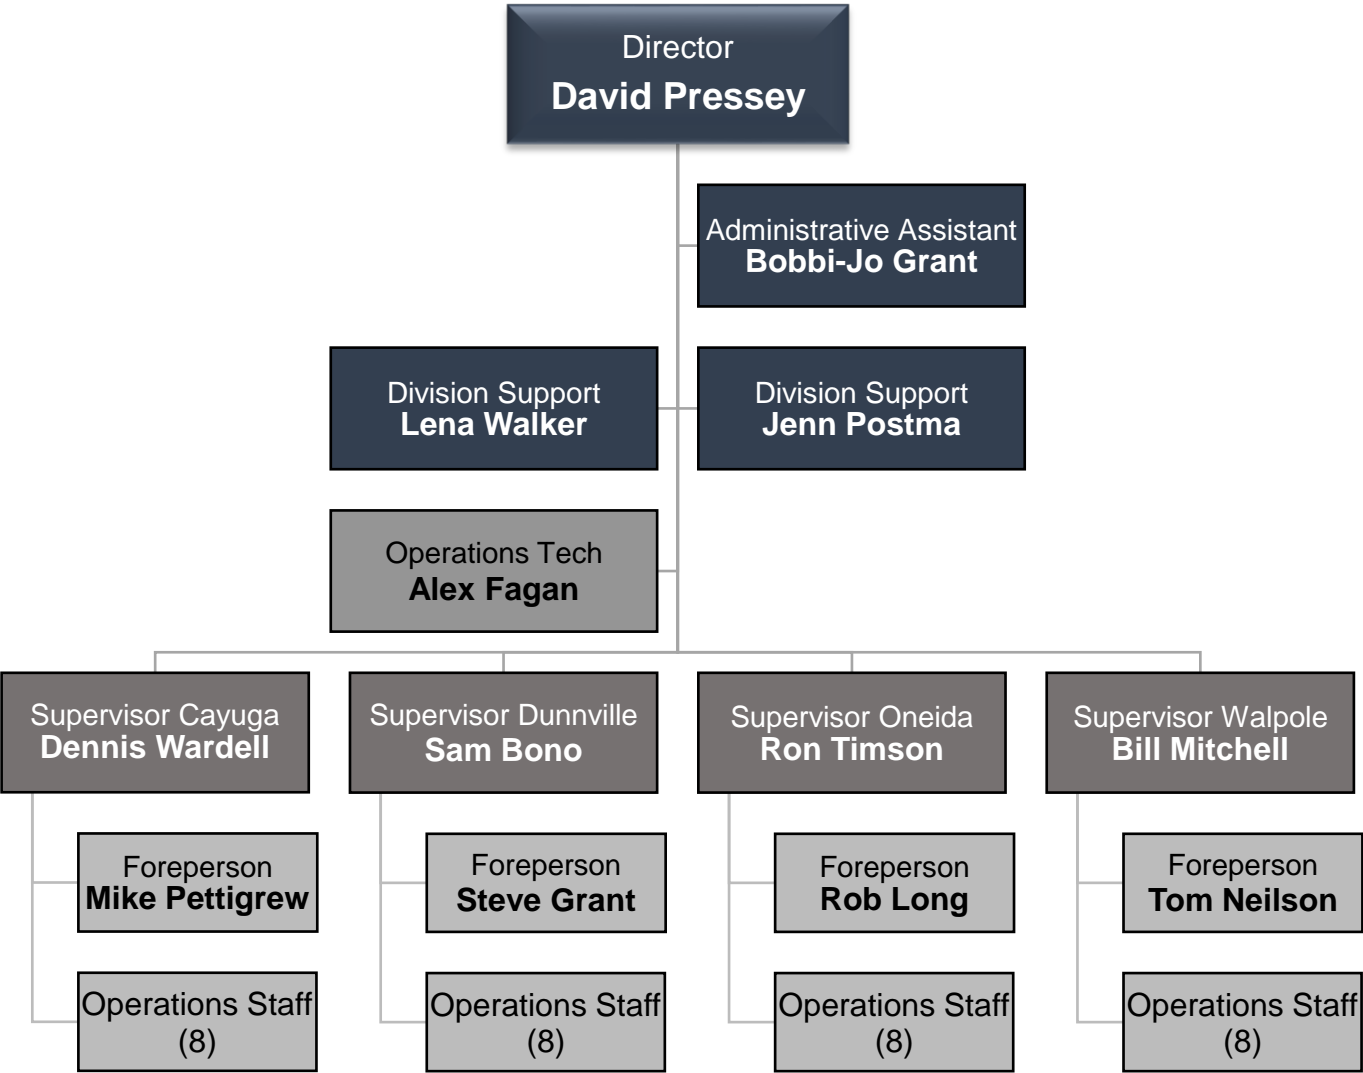 Director
David Pressey
Administrative Assistant
Bobbi-Jo Grant
Division Support
Lena Walker
Division Support
Jenn Postma
Operations Tech
Alex Fagan
Supervisor Cayuga
Dennis Wardell
Supervisor Dunnville
Sam Bono
Supervisor Oneida
Ron Timson
Supervisor Walpole
Bill Mitchell
Foreperson
Mike Pettigrew
Foreperson
Steve Grant
Foreperson
Rob Long
Foreperson
Tom Neilson
Operations Staff
(8)
Operations Staff
(8)
Operations Staff
(8)
Operations Staff
(8)